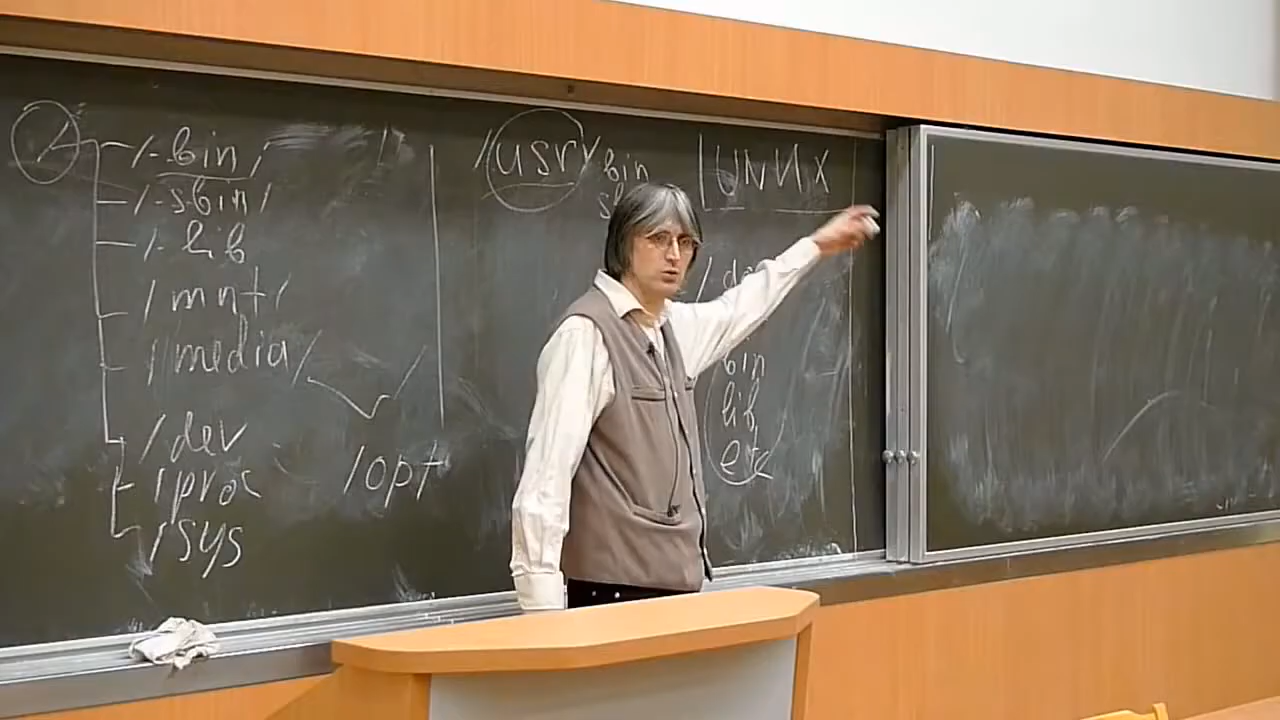 /
/bin/
/sbin/
/lib
/mnt/
/media/
/dev
/proc
/sys
/opt
/usr/
bin
UNIX
bin
lib
etc